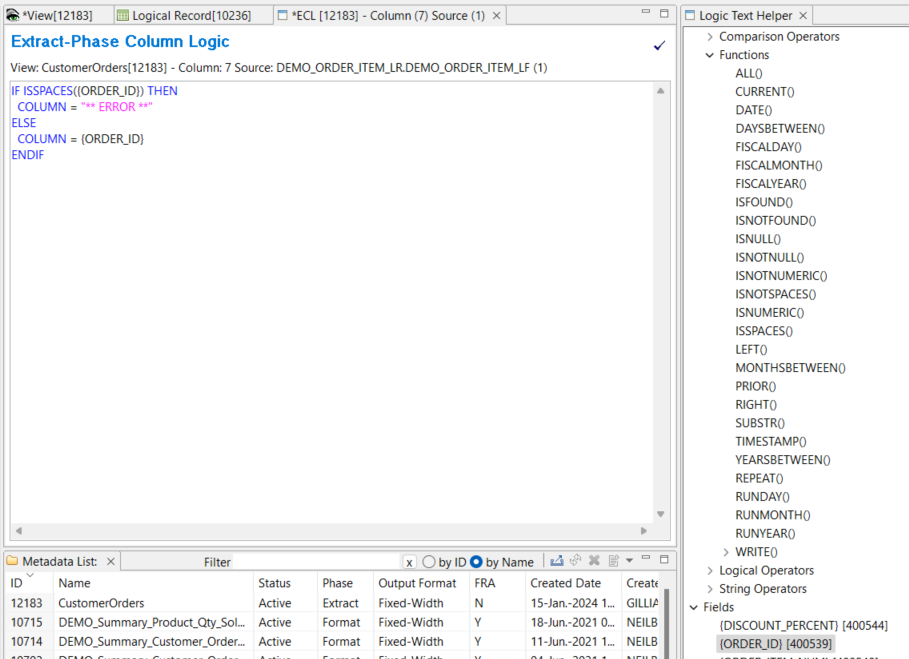 *View[12183]
Logical Record[10236]
*ECL [12183] - Column (7) Source (1)
Extract-Phase Column Logic
View: CustomerOrders[12183] - Column: 7 Source: DEMO_ORDER_ITEM_LR.DEMO_ORDER_ITEM_LF (1)
IF ISSPACES({ORDER_ID}) THEN
COLUMN = "** ERROR **"
ELSE
COLUMN = {ORDER_ID}
ENDIF
Logic Text Helper
Comparison Operators
Functions
ALL()
CURRENT()
DATE()
DAYSBETWEEN()
FISCALDAY()
FISCALMONTH()
FISCALYEAR()
ISFOUND()
ISNOTFOUND()
ISNULL()
ISNOTNULL()
ISNOTNUMERIC()
ISNOTSPACES()
ISNUMERIC()
ISSPACES()
LEFT()
MONTHSBETWEEN()
PRIOR()
RIGHT()
SUBSTR()
TIMESTAMP()
YEARSBETWEEN()
REPEAT()
RUNDAY()
RUNMONTH()
RUNYEAR()
WRITE()
Logical Operators
String Operators
Fields
{DISCOUNT_PERCENT} [400544]
{ORDER_ID} [400539]
Metadata List: Filter x by ID by Name
ID Name Status Phase Output Format FRA Created Date Create
12183 CustomerOrders Active Extract Fixed-Width N 15-Jan.-2024 1... GILLIA
10715 DEMO_Summary_Product_Qty_Sol... Active Format Fixed-Width Y 18-Jun.-2021 0... NEILB
10714 DEMO_Summary_Customer_Order... Active Format Fixed-Width Y 11-Jun.-2021 1... NEILB